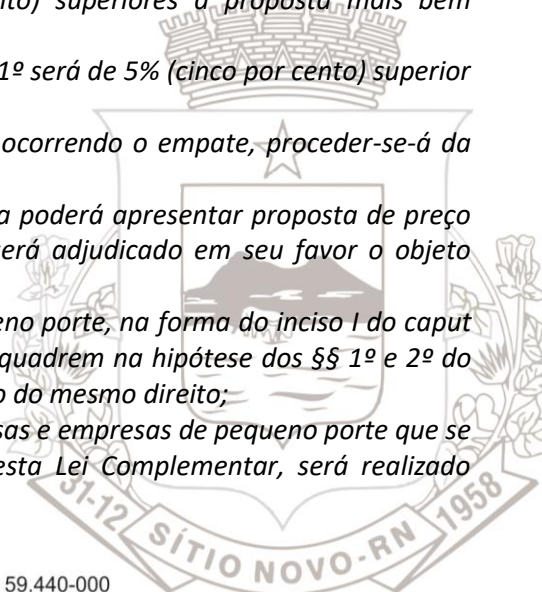 nto) superiores à proposta mais bem
1º será de 5% (cinco por cento) superior
ocorrendo o empate, proceder-se-á da
a poderá apresentar proposta de preço
será adjudicado em seu favor o objeto
eno porte, na forma do inciso I do caput
quadrem na hipótese dos §§ 1º e 2º do
o do mesmo direito;
sas e empresas de pequeno porte que se
esta Lei Complementar, será realizado
31-12 SÍTIO NOVO-RN 1958
59.440-000